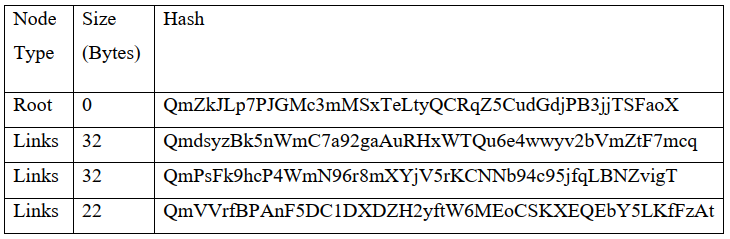 Node Type Size (Bytes) Hash
Root 0 QmZkJLp7PJGMc3mMSxTeLtyQCRqZ5CudGdjPB3jjTSFaoX
Links 32 QmdsyzBk5nWmC7a92gaAuRHxWTQu6e4wwyv2bVmZtF7mcq
Links 32 QmPsFk9hcP4WmN96r8mXYjV5rKCNNb94c95jfqLBNZvigT
Links 22 QmVVrfBPAnF5DC1DXDZH2yftW6MEoCSKXEQEbY5LKfFzAt